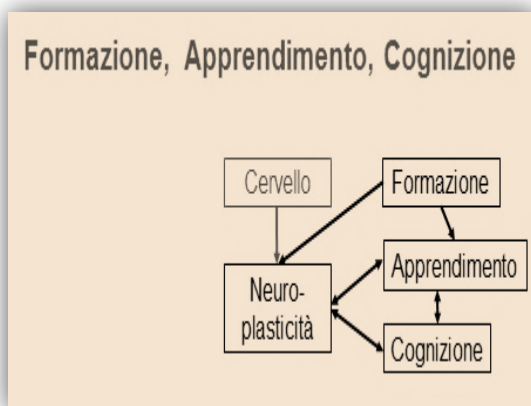 Formazione, Apprendimento, Cognizione
Cervello
Formazione
Apprendimento
Neuro-
plasticità
Cognizione